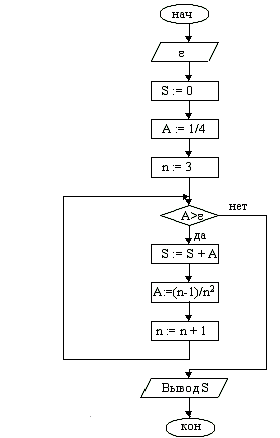 нач
ε
S := 0
A := 1/4
n := 3
A>ε
нет
да
S := S + A
A:=(n-1)/n²
n := n + 1
Вывод S
кон